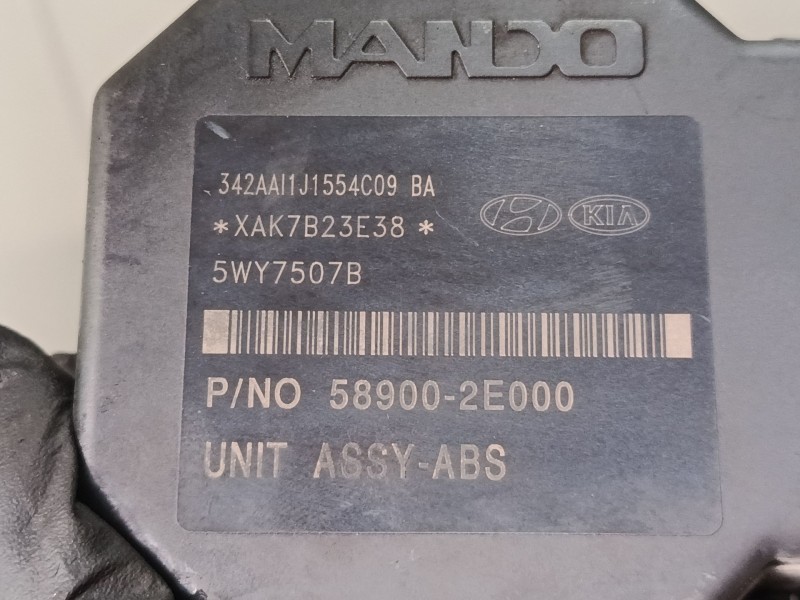 MANDO
342AAI1J1554C09 BA
*XAK7B23E38 *
KIA
5WY7507B
P/NO 58900-2E000
UNIT ASSY-ABS